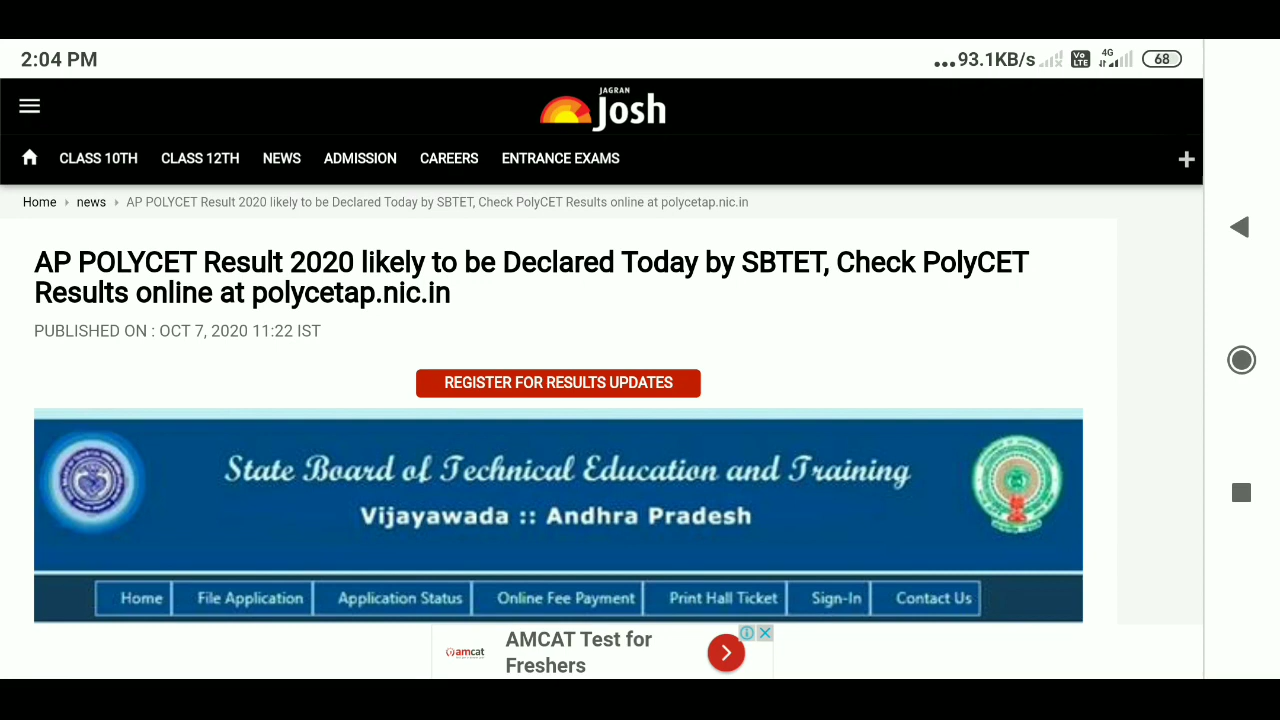 2:04 PM
...93.1KB/s Vo LTE 4G 68
JAGRAN
Josh
CLASS 10TH CLASS 12TH NEWS ADMISSION CAREERS ENTRANCE EXAMS +
Home news AP POLYCET Result 2020 likely to be Declared Today by SBTET, Check PolyCET Results online at polycetap.nic.in
AP POLYCET Result 2020 likely to be Declared Today by SBTET, Check PolyCET
Results online at polycetap.nic.in
PUBLISHED ON : OCT 7, 2020 11:22 IST
REGISTER FOR RESULTS UPDATES
State Board of Technical Education and Training
Vijayawada :: Andhra Pradesh
Home File Application Application Status Online Fee Payment Print Hall Ticket Sign-In Contact Us
amcat
AMCAT Test for
Freshers